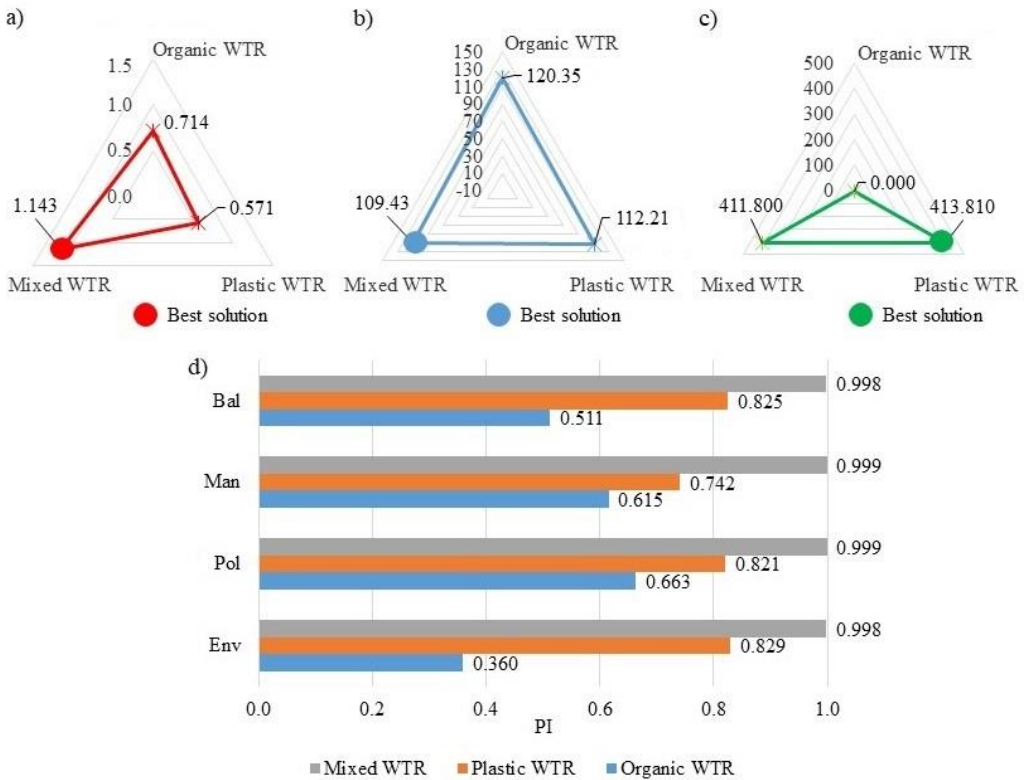 a)
Organic WTR
1.5
1.0
0.5
0.0
0.714
0.571
1.143
Mixed WTR
Plastic WTR
Best solution
b)
Organic WTR
150
130
110
90
70
50
30
10
-10
120.35
109.43
112.21
Mixed WTR
Plastic WTR
Best solution
c)
Organic WTR
500
400
300
200
100
0
0.000
411.800
413.810
Mixed WTR
Plastic WTR
Best solution
d)
Bal
0.998
0.825
0.511
Man
0.999
0.742
0.615
Pol
0.999
0.821
0.663
Env
0.998
0.829
0.360
0.0 0.2 0.4 0.6 0.8 1.0
PI
Mixed WTR Plastic WTR Organic WTR